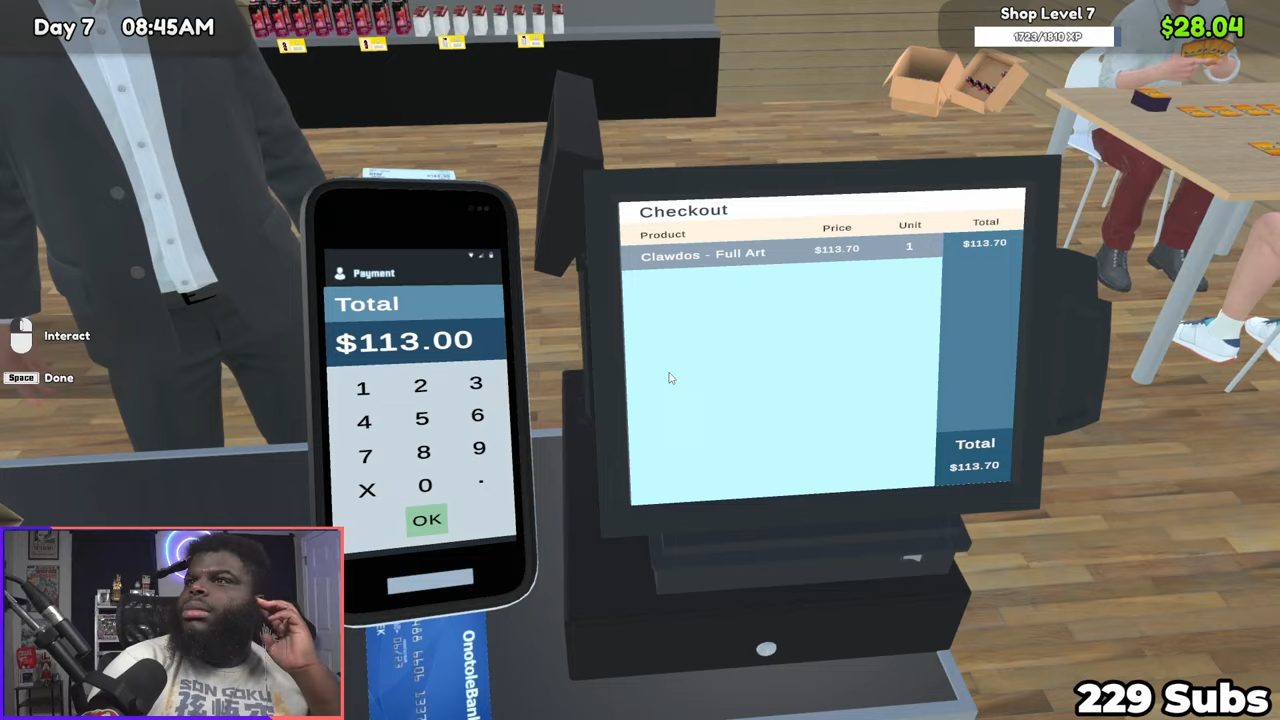 Day 7 08:45AM
Shop Level 7
1723/1810 XP
$28.04
Interact
Space Done
Payment
Total
$113.00
1 2 3
4 5 6
7 8 9
X 0 .
OK
Checkout
Product Price Unit Total
Clawdos - Full Art $113.70 1 $113.70
Total
$113.70
OnotoleBank
SON GOKU
229 Subs